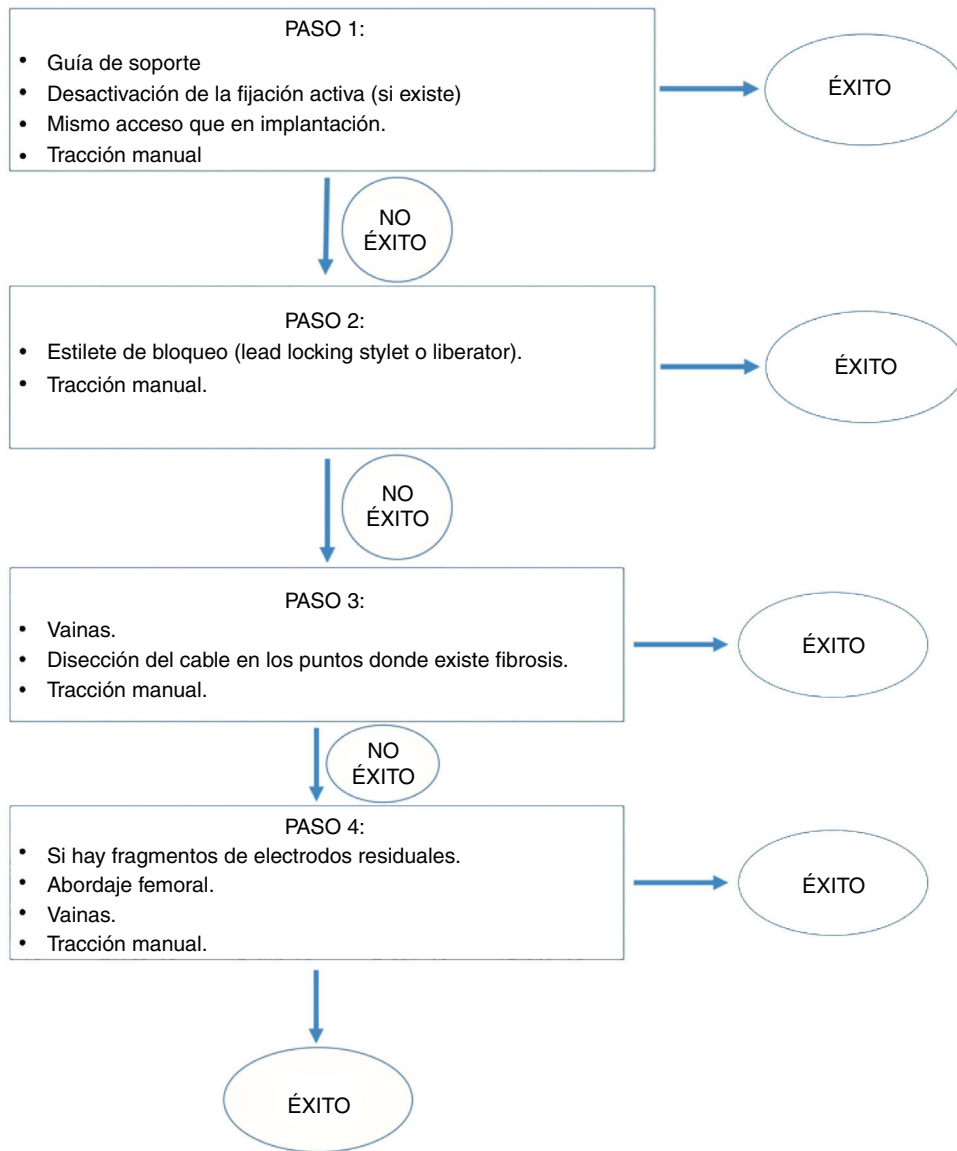 PASO 1:
• Guía de soporte
• Desactivación de la fijación activa (si existe)
• Mismo acceso que en implantación.
• Tracción manual
ÉXITO
NO
ÉXITO
PASO 2:
• Estilete de bloqueo (lead locking stylet o liberator).
• Tracción manual.
ÉXITO
NO
ÉXITO
PASO 3:
• Vainas.
• Disección del cable en los puntos donde existe fibrosis.
• Tracción manual.
ÉXITO
NO
ÉXITO
PASO 4:
• Si hay fragmentos de electrodos residuales.
• Abordaje femoral.
• Vainas.
• Tracción manual.
ÉXITO
ÉXITO